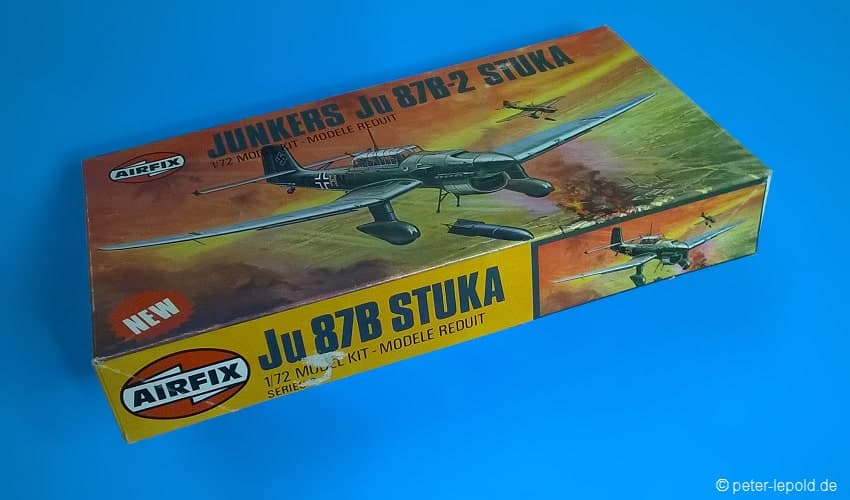 JUNKERS Ju 87B-2 STUKA
1/72 MODEL KIT - MODELE REDUIT
AIRFIX
NEW
Ju 87B STUKA
1/72 MODEL KIT - MODELE REDUIT
SERIES
AIRFIX
© peter-lepold.de